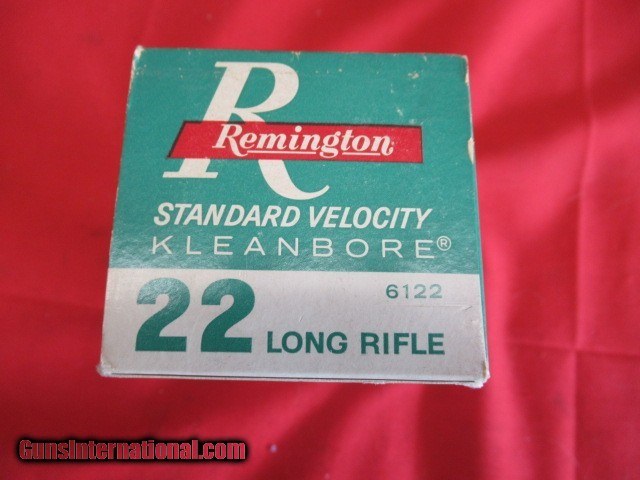 R
Remington
STANDARD VELOCITY
KLEANBORE®
6122
22 LONG RIFLE
GunsInternational.com